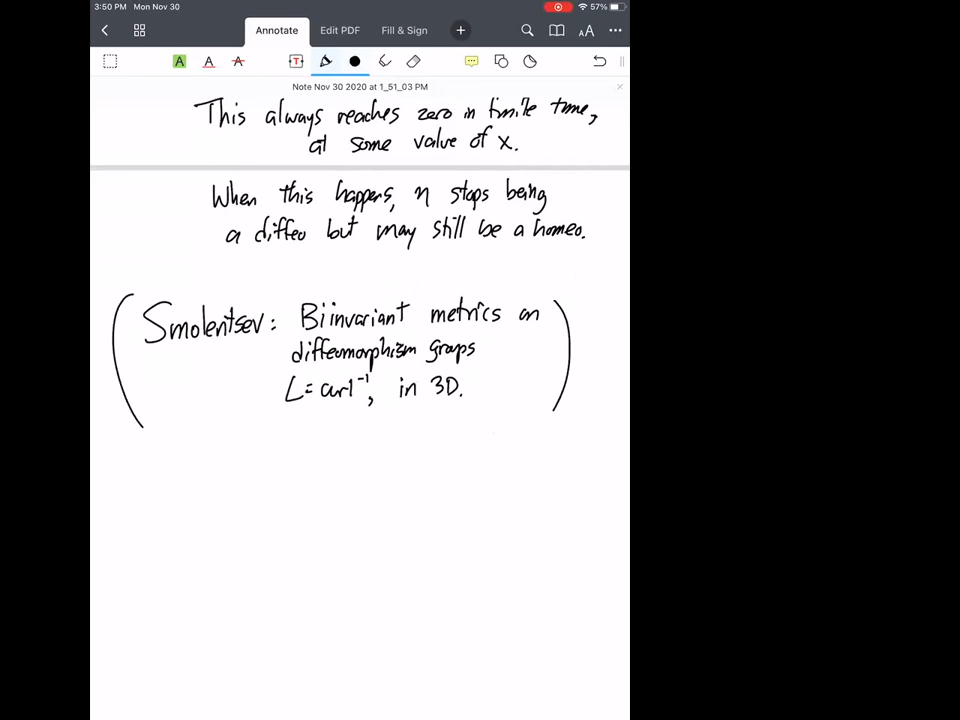 3:50 PM Mon Nov 30
57%
Annotate Edit PDF Fill & Sign
AA
A A A T
Note Nov 30 2020 at 1_51_03 PM
This always reaches zero in finite time,
at some value of x.
When this happens, η stops being
a diffeo but may still be a homeo.
(Smolentsev: Biinvariant metrics on
diffeomorphism groups
L = curl⁻¹, in 3D.)